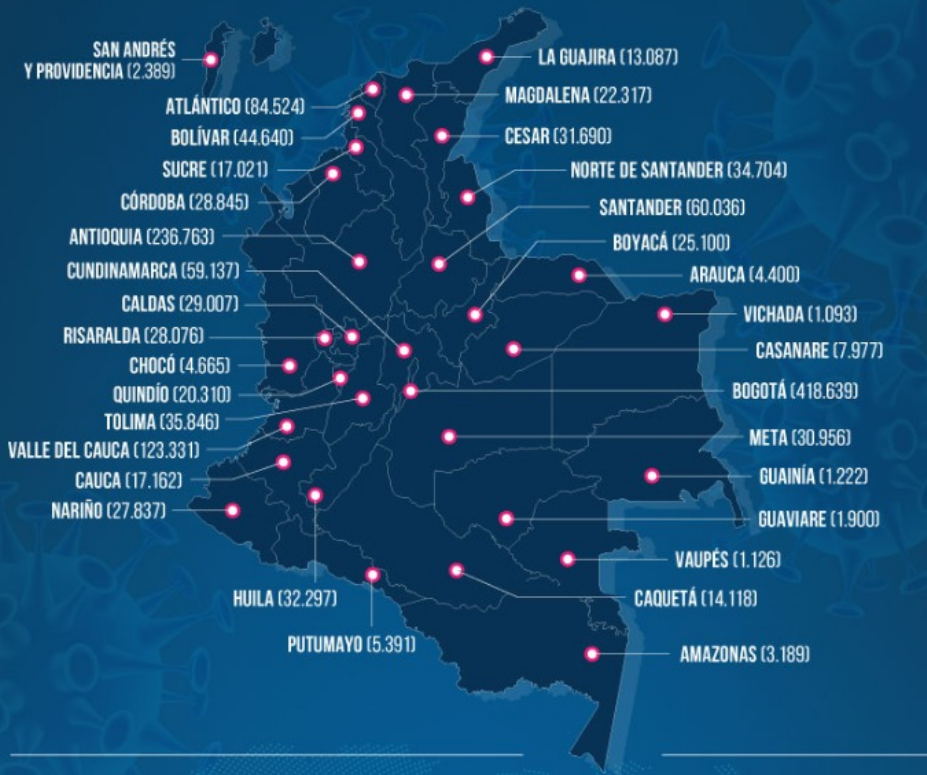 SAN ANDRÉS
Y PROVIDENCIA (2.389)
ATLÁNTICO (84.524)
BOLÍVAR (44.640)
SUCRE (17.021)
CÓRDOBA (28.845)
ANTIOQUIA (236.763)
CUNDINAMARCA (59.137)
CALDAS (29.007)
RISARALDA (28.076)
CHOCÓ (4.665)
QUINDÍO (20.310)
TOLIMA (35.846)
VALLE DEL CAUCA (123.331)
CAUCA (17.162)
NARIÑO (27.837)
HUILA (32.297)
PUTUMAYO (5.391)
LA GUAJIRA (13.087)
MAGDALENA (22.317)
CESAR (31.690)
NORTE DE SANTANDER (34.704)
SANTANDER (60.036)
BOYACÁ (25.100)
ARAUCA (4.400)
VICHADA (1.093)
CASANARE (7.977)
BOGOTÁ (418.639)
META (30.956)
GUAINÍA (1.222)
GUAVIARE (1.900)
VAUPÉS (1.126)
CAQUETÁ (14.118)
AMAZONAS (3.189)